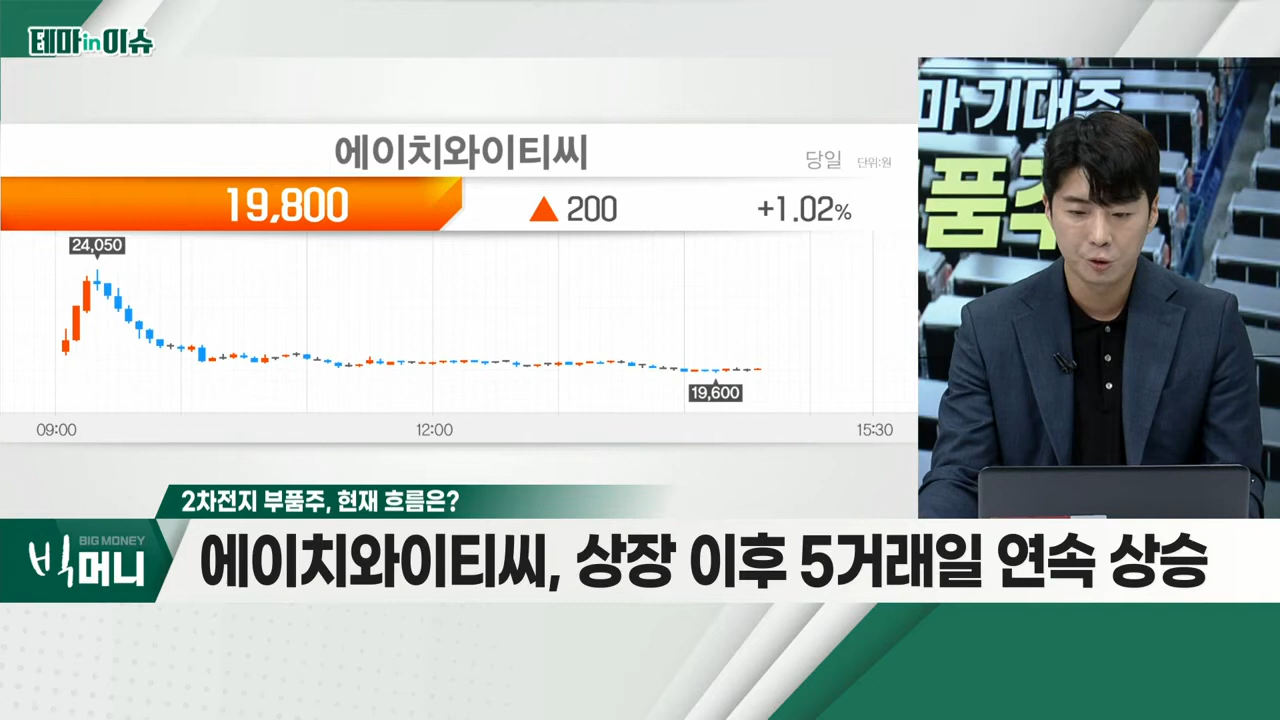 테마in이슈
마 기대주
품주
에이치와이티씨
당일 단위:원
19,800 ▲200 +1.02%
24,050
19,600
09:00 12:00 15:30
2차전지 부품주, 현재 흐름은?
BIG MONEY
빅머니
에이치와이티씨, 상장 이후 5거래일 연속 상승